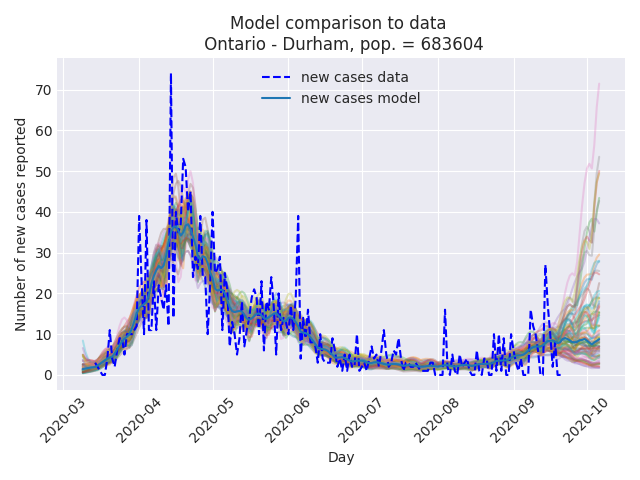 Model comparison to data
Ontario - Durham, pop. = 683604
new cases data
new cases model
Number of new cases reported
70
60
50
40
30
20
10
0
2020-03
2020-04
2020-05
2020-06
2020-07
2020-08
2020-09
2020-10
Day